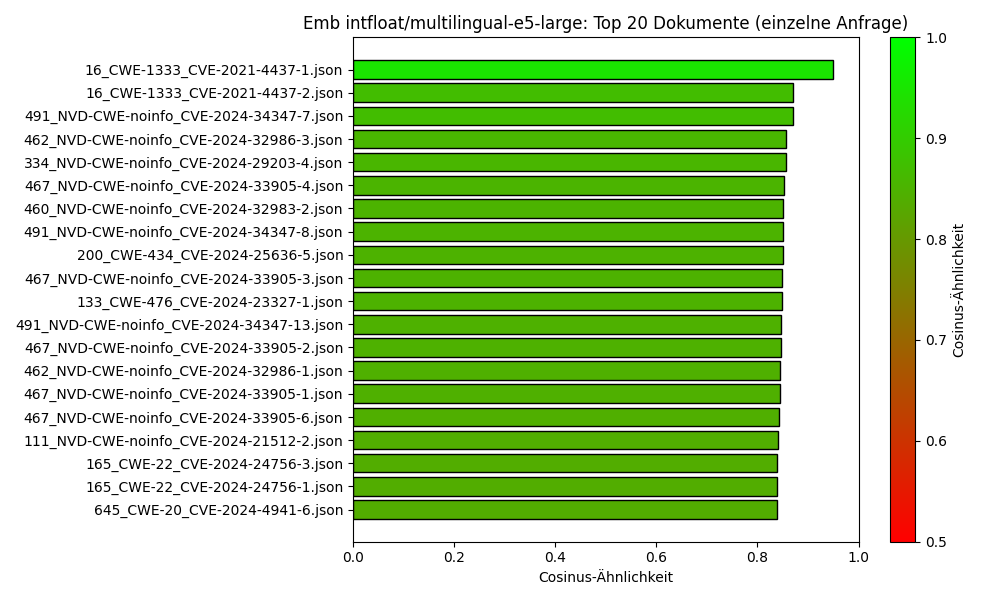 Emb intfloat/multilingual-e5-large: Top 20 Dokumente (einzelne Anfrage)
16_CWE-1333_CVE-2021-4437-1.json
16_CWE-1333_CVE-2021-4437-2.json
491_NVD-CWE-noinfo_CVE-2024-34347-7.json
462_NVD-CWE-noinfo_CVE-2024-32986-3.json
334_NVD-CWE-noinfo_CVE-2024-29203-4.json
467_NVD-CWE-noinfo_CVE-2024-33905-4.json
460_NVD-CWE-noinfo_CVE-2024-32983-2.json
491_NVD-CWE-noinfo_CVE-2024-34347-8.json
200_CWE-434_CVE-2024-25636-5.json
467_NVD-CWE-noinfo_CVE-2024-33905-3.json
133_CWE-476_CVE-2024-23327-1.json
491_NVD-CWE-noinfo_CVE-2024-34347-13.json
467_NVD-CWE-noinfo_CVE-2024-33905-2.json
462_NVD-CWE-noinfo_CVE-2024-32986-1.json
467_NVD-CWE-noinfo_CVE-2024-33905-1.json
467_NVD-CWE-noinfo_CVE-2024-33905-6.json
111_NVD-CWE-noinfo_CVE-2024-21512-2.json
165_CWE-22_CVE-2024-24756-3.json
165_CWE-22_CVE-2024-24756-1.json
645_CWE-20_CVE-2024-4941-6.json
0.0 0.2 0.4 0.6 0.8 1.0
Cosinus-Ähnlichkeit
1.0
0.9
0.8
0.7
0.6
0.5
Cosinus-Ähnlichkeit